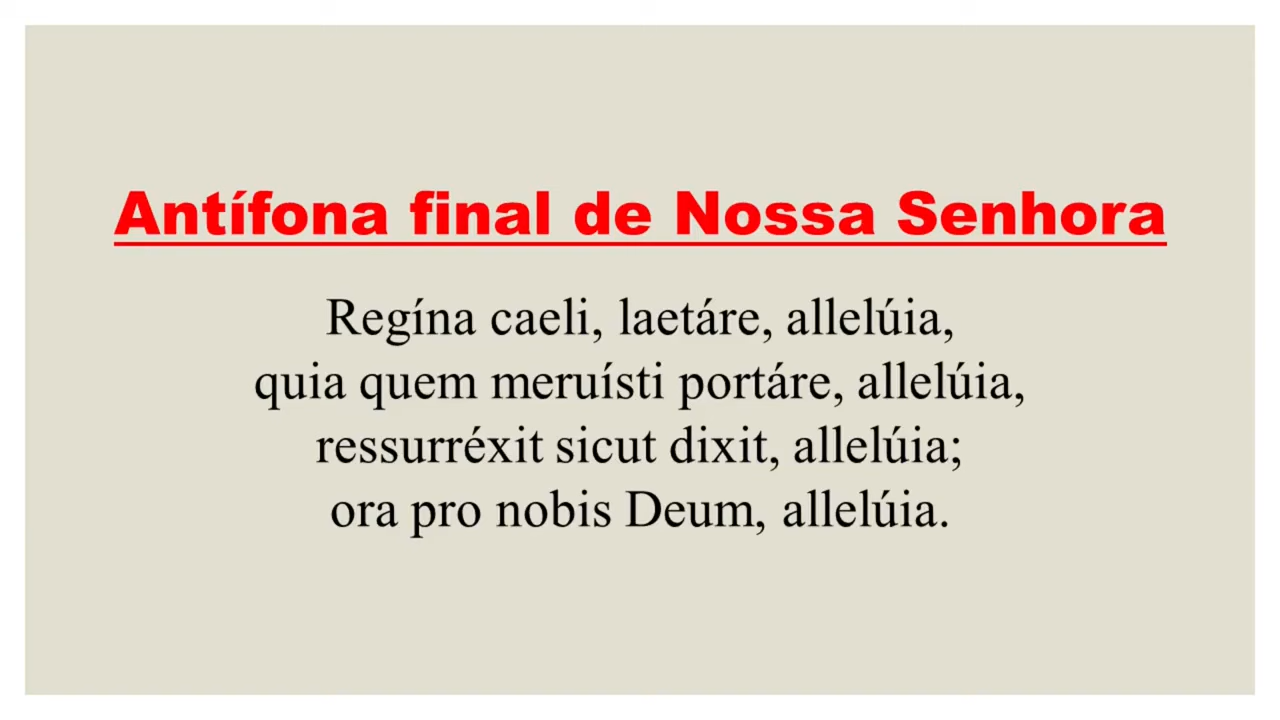 Antífona final de Nossa Senhora
Regína caeli, laetáre, allelúia,
quia quem meruísti portáre, allelúia,
ressurréxit sicut dixit, allelúia;
ora pro nobis Deum, allelúia.